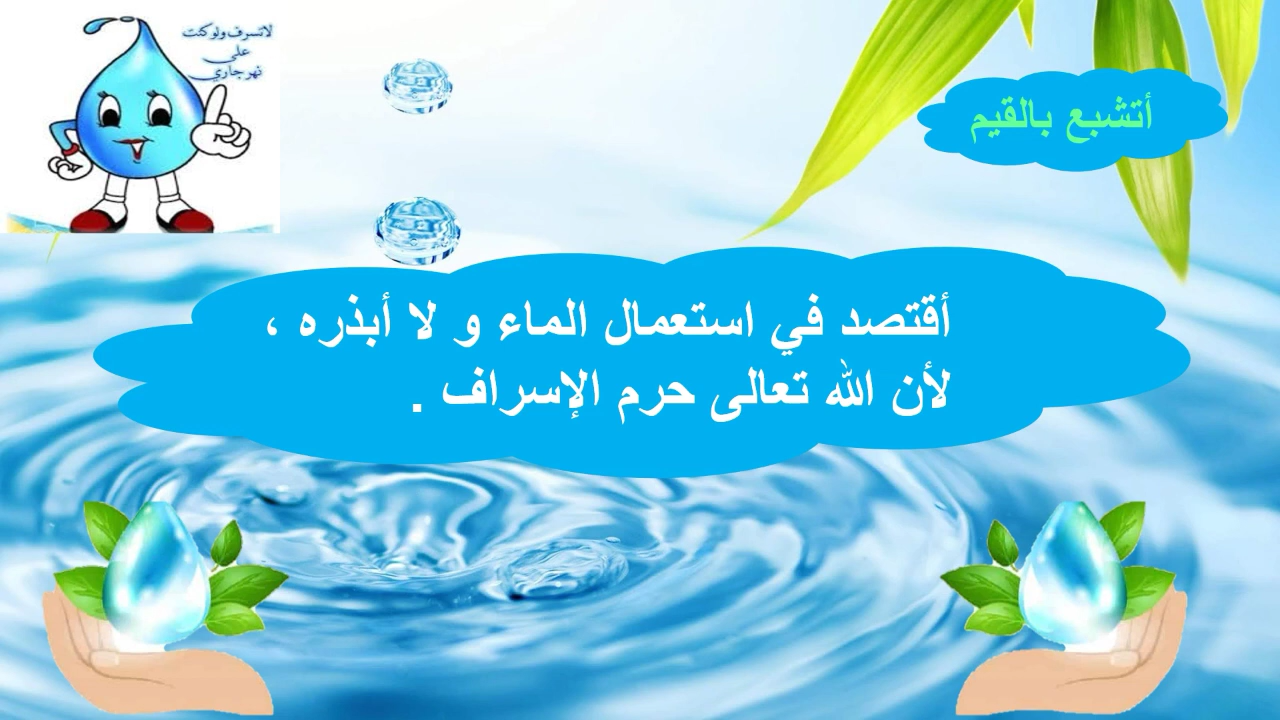 لاتسرف ولو كنت
على
نهر جاري
أتشبع بالقيم
أقتصد في استعمال الماء و لا أبذره ،
لأن الله تعالى حرم الإسراف .